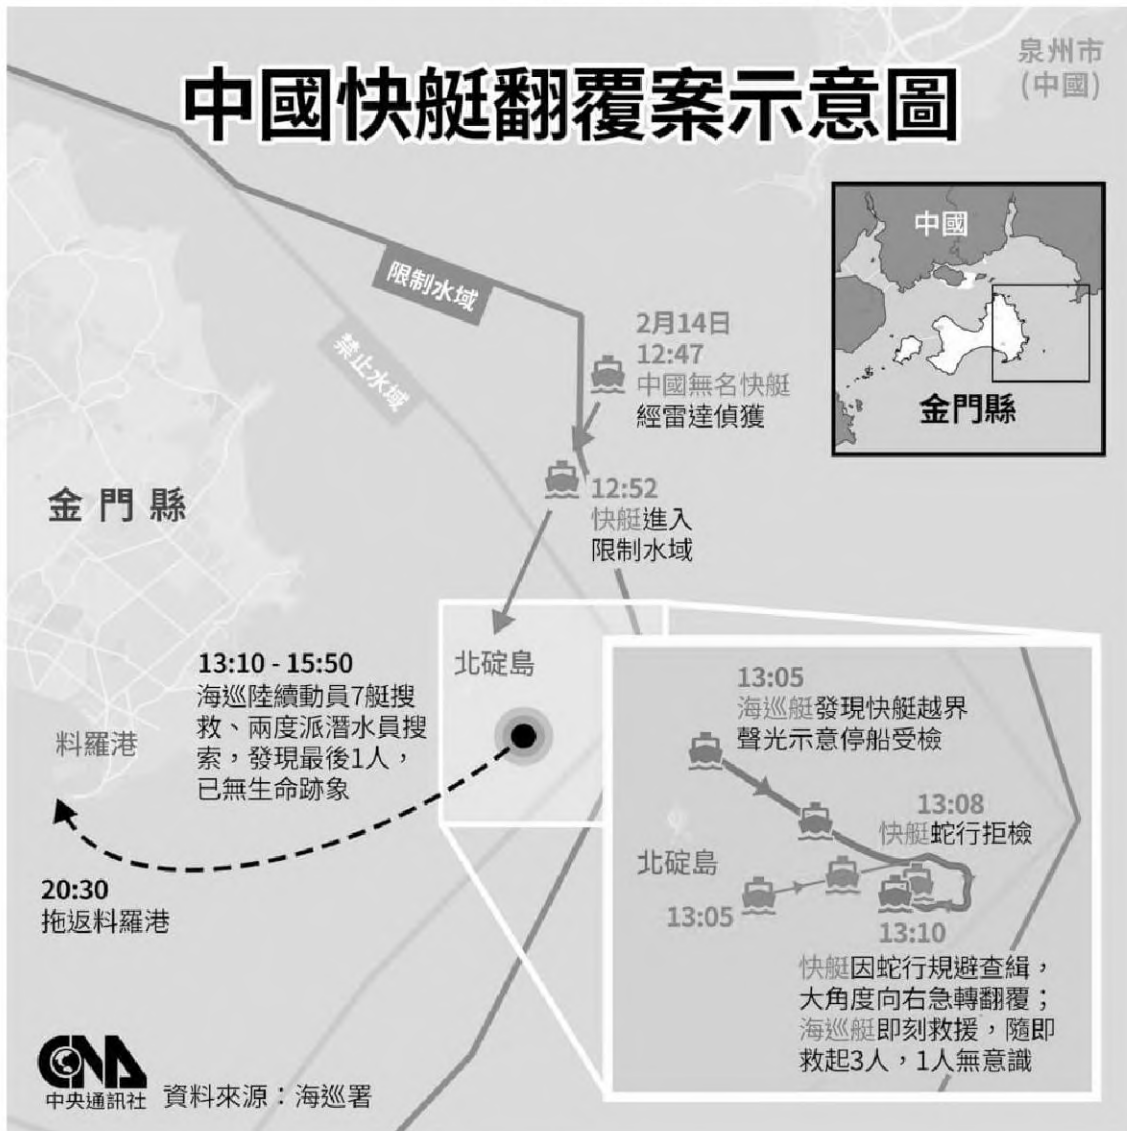 中國快艇翻覆案示意圖
泉州市
(中國)
中國
金門縣
限制水域
禁止水域
2月14日
12:47
中國無名快艇
經雷達偵獲
12:52
快艇進入
限制水域
金門縣
北碇島
13:10 - 15:50
海巡陸續動員7艇搜
救、兩度派潛水員搜
索，發現最後1人，
已無生命跡象
料羅港
20:30
拖返料羅港
13:05
海巡艇發現快艇越界
聲光示意停船受檢
13:08
快艇蛇行拒檢
北碇島
13:05
13:10
快艇因蛇行規避查緝，
大角度向右急轉翻覆；
海巡艇即刻救援，隨即
救起3人，1人無意識
CNA
中央通訊社
資料來源：海巡署